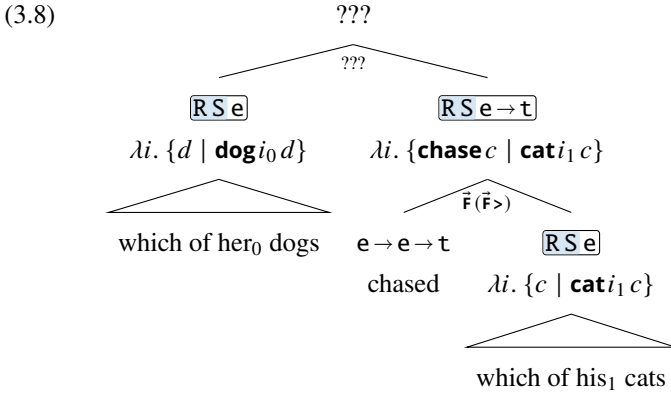 (3.8) ???
???
R S e R S e → t
λi. {d | dog i₀ d} λi. {chase c | cat i₁ c}
F⃗ (F⃗ >)
which of her₀ dogs e → e → t R S e
chased λi. {c | cat i₁ c}
which of his₁ cats